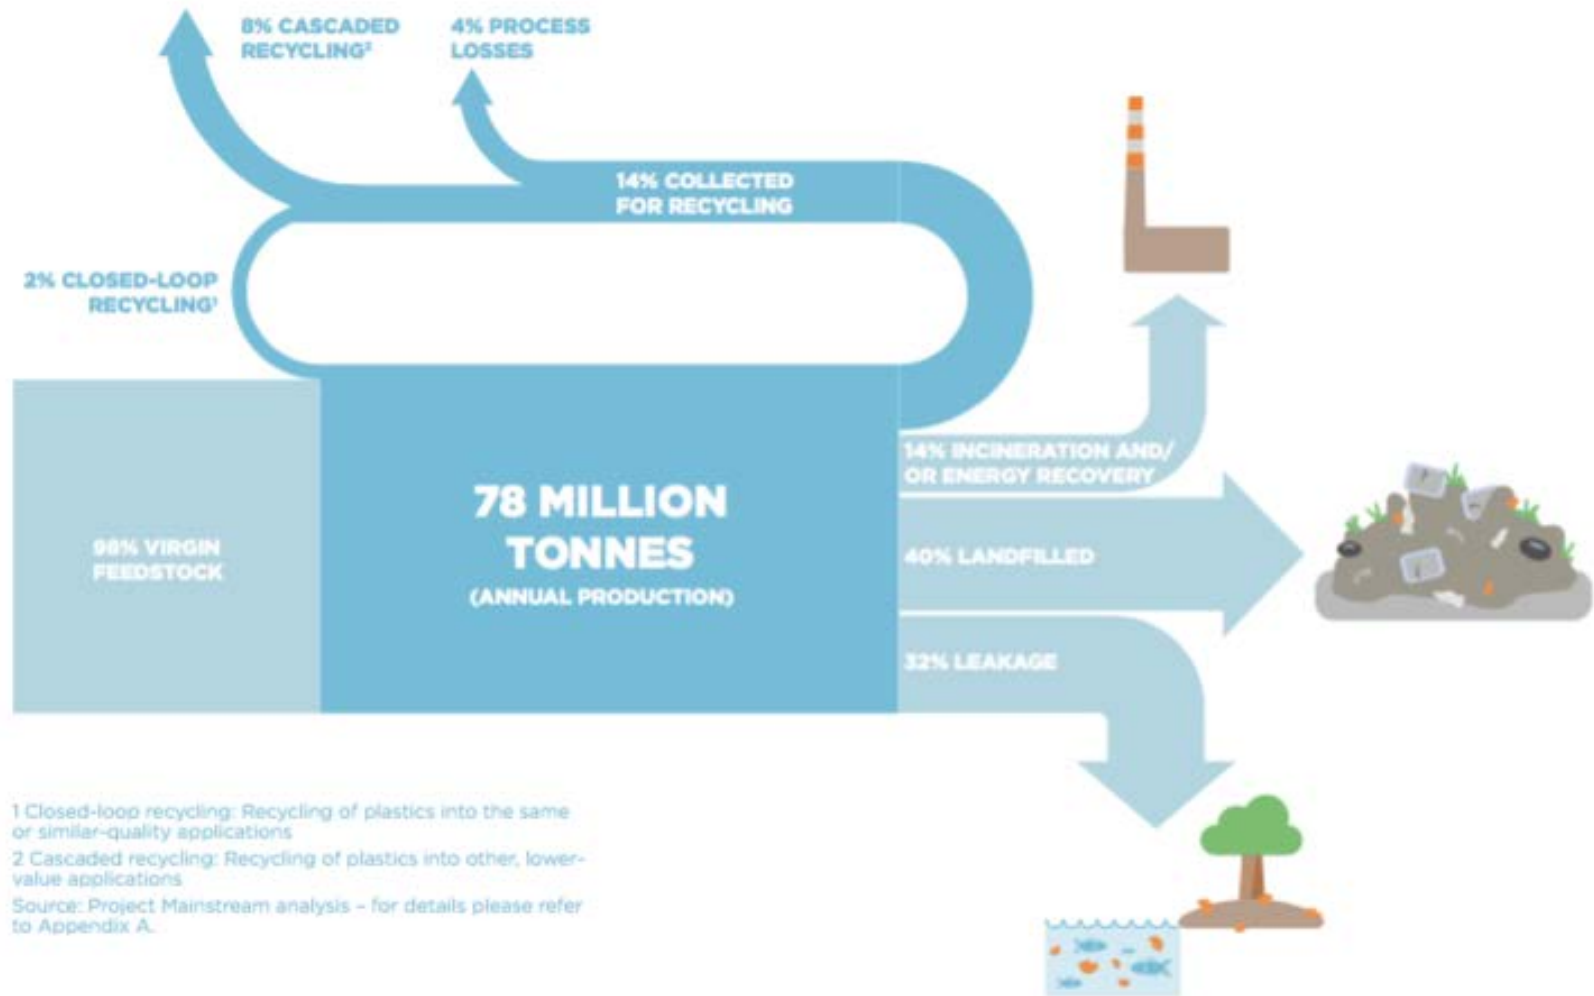 8% CASCADED
RECYCLING²
4% PROCESS
LOSSES
14% COLLECTED
FOR RECYCLING
2% CLOSED-LOOP
RECYCLING¹
98% VIRGIN
FEEDSTOCK
78 MILLION
TONNES
(ANNUAL PRODUCTION)
14% INCINERATION AND/
OR ENERGY RECOVERY
40% LANDFILLED
32% LEAKAGE
1 Closed-loop recycling: Recycling of plastics into the same
or similar-quality applications
2 Cascaded recycling: Recycling of plastics into other, lower-
value applications
Source: Project Mainstream analysis – for details please refer
to Appendix A.